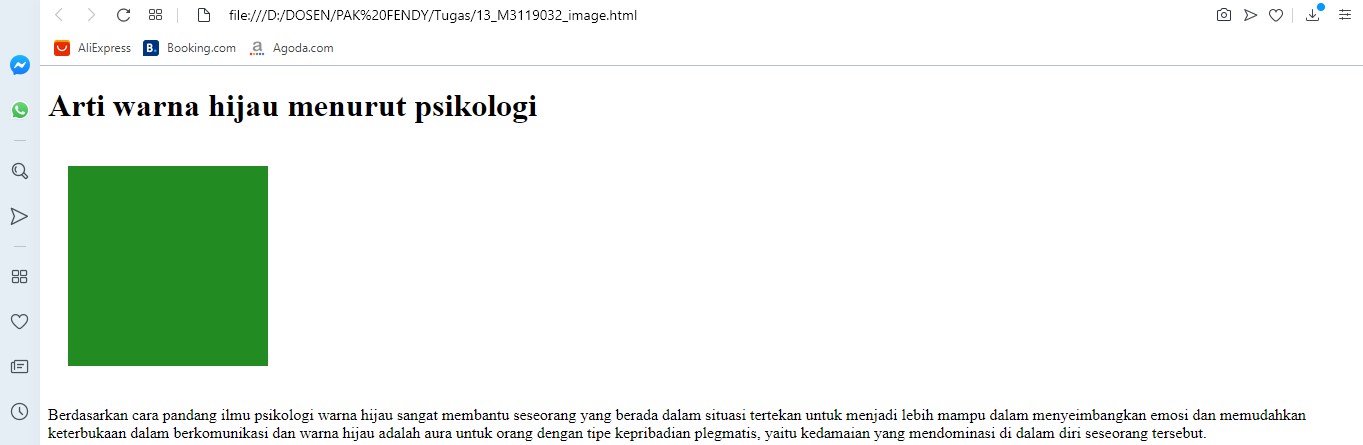 file:///D:/DOSEN/PAK%20FENDY/Tugas/13_M3119032_image.html
AliExpress B. Booking.com a Agoda.com
Arti warna hijau menurut psikologi
Berdasarkan cara pandang ilmu psikologi warna hijau sangat membantu seseorang yang berada dalam situasi tertekan untuk menjadi lebih mampu dalam menyeimbangkan emosi dan memudahkan
keterbukaan dalam berkomunikasi dan warna hijau adalah aura untuk orang dengan tipe kepribadian plegmatis, yaitu kedamaian yang mendominasi di dalam diri seseorang tersebut.